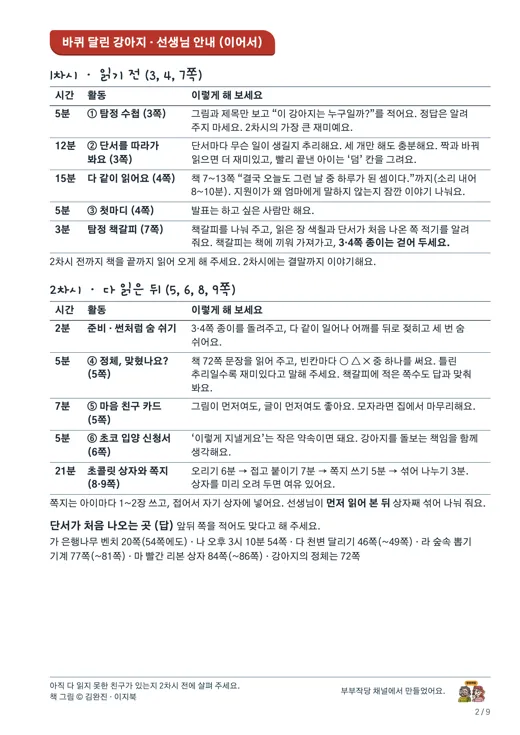 바퀴 달린 강아지 · 선생님 안내 (이어서)
1차시 · 읽기 전 (3, 4, 7쪽)
시간 활동 이렇게 해 보세요
5분 ① 탐정 수첩 (3쪽) 그림과 제목만 보고 “이 강아지는 누구일까?”를 적어요. 정답은 알려
주지 마세요. 2차시의 가장 큰 재미예요.
12분 ② 단서를 따라가 단서마다 무슨 일이 생길지 추리해요. 세 개만 해도 충분해요. 짝과 바꿔
봐요 (3쪽) 읽으면 더 재미있고, 빨리 끝낸 아이는 ‘덤’ 칸을 그려요.
15분 다 같이 읽어요 (4쪽) 책 7~13쪽 “결국 오늘도 그런 날 중 하루가 된 셈이다.”까지(소리 내어
8~10분). 지원이가 왜 엄마에게 말하지 않는지 잠깐 이야기 나눠요.
5분 ③ 첫마디 (4쪽) 발표는 하고 싶은 사람만 해요.
3분 탐정 책갈피 (7쪽) 책갈피를 나눠 주고, 읽은 장 색칠과 단서가 처음 나온 쪽 적기를 알려
줘요. 책갈피는 책에 끼워 가져가고, 3·4쪽 종이는 걷어 두세요.
2차시 전까지 책을 끝까지 읽어 오게 해 주세요. 2차시에는 결말까지 이야기해요.
2차시 · 다 읽은 뒤 (5, 6, 8, 9쪽)
시간 활동 이렇게 해 보세요
2분 준비 · 썬처럼 숨 쉬기 3·4쪽 종이를 돌려주고, 다 같이 일어나 어깨를 뒤로 젖히고 세 번 숨
쉬어요.
5분 ④ 정체, 맞혔나요? 책 72쪽 문장을 읽어 주고, 빈칸마다 ○ △ × 중 하나를 써요. 틀린
(5쪽) 추리일수록 재미있다고 말해 주세요. 책갈피에 적은 쪽수도 답과 맞춰
봐요.
7분 ⑤ 마음 친구 카드 그림이 먼저여도, 글이 먼저여도 좋아요. 모자라면 집에서 마무리해요.
(5쪽)
5분 ⑥ 초코 입양 신청서 ‘이렇게 지낼게요’는 작은 약속이면 돼요. 강아지를 돌보는 책임을 함께
(6쪽) 생각해요.
21분 초콜릿 상자와 쪽지 오리기 6분 → 접고 붙이기 7분 → 쪽지 쓰기 5분 → 섞어 나누기 3분.
(8·9쪽) 상자를 미리 오려 두면 여유 있어요.
쪽지는 아이마다 1~2장 쓰고, 접어서 자기 상자에 넣어요. 선생님이 먼저 읽어 본 뒤 상자째 섞어 나눠 줘요.
단서가 처음 나오는 곳 (답) 앞뒤 쪽을 적어도 맞다고 해 주세요.
가 은행나무 벤치 20쪽(54쪽에도) · 나 오후 3시 10분 54쪽 · 다 천변 달리기 46쪽(~49쪽) · 라 숲속 뽑기
기계 77쪽(~81쪽) · 마 빨간 리본 상자 84쪽(~86쪽) · 강아지의 정체는 72쪽
아직 다 읽지 못한 친구가 있는지 2차시 전에 살펴 주세요.
책 그림 © 김완진 · 이지북
부부작당 채널에서 만들었어요.
2 / 9